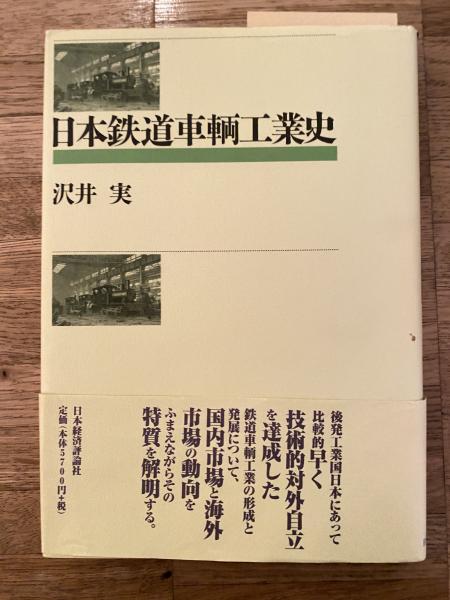 日本鉄道車輌工業史
沢井 実
後発工業国日本にあって
比較的早く
技術的対外自立
を達成した
鉄道車輌工業の形成と
発展について、
国内市場と海外
市場の動向を
ふまえながらその
特質を解明する。
日本経済評論社
定価(本体5700円+税)